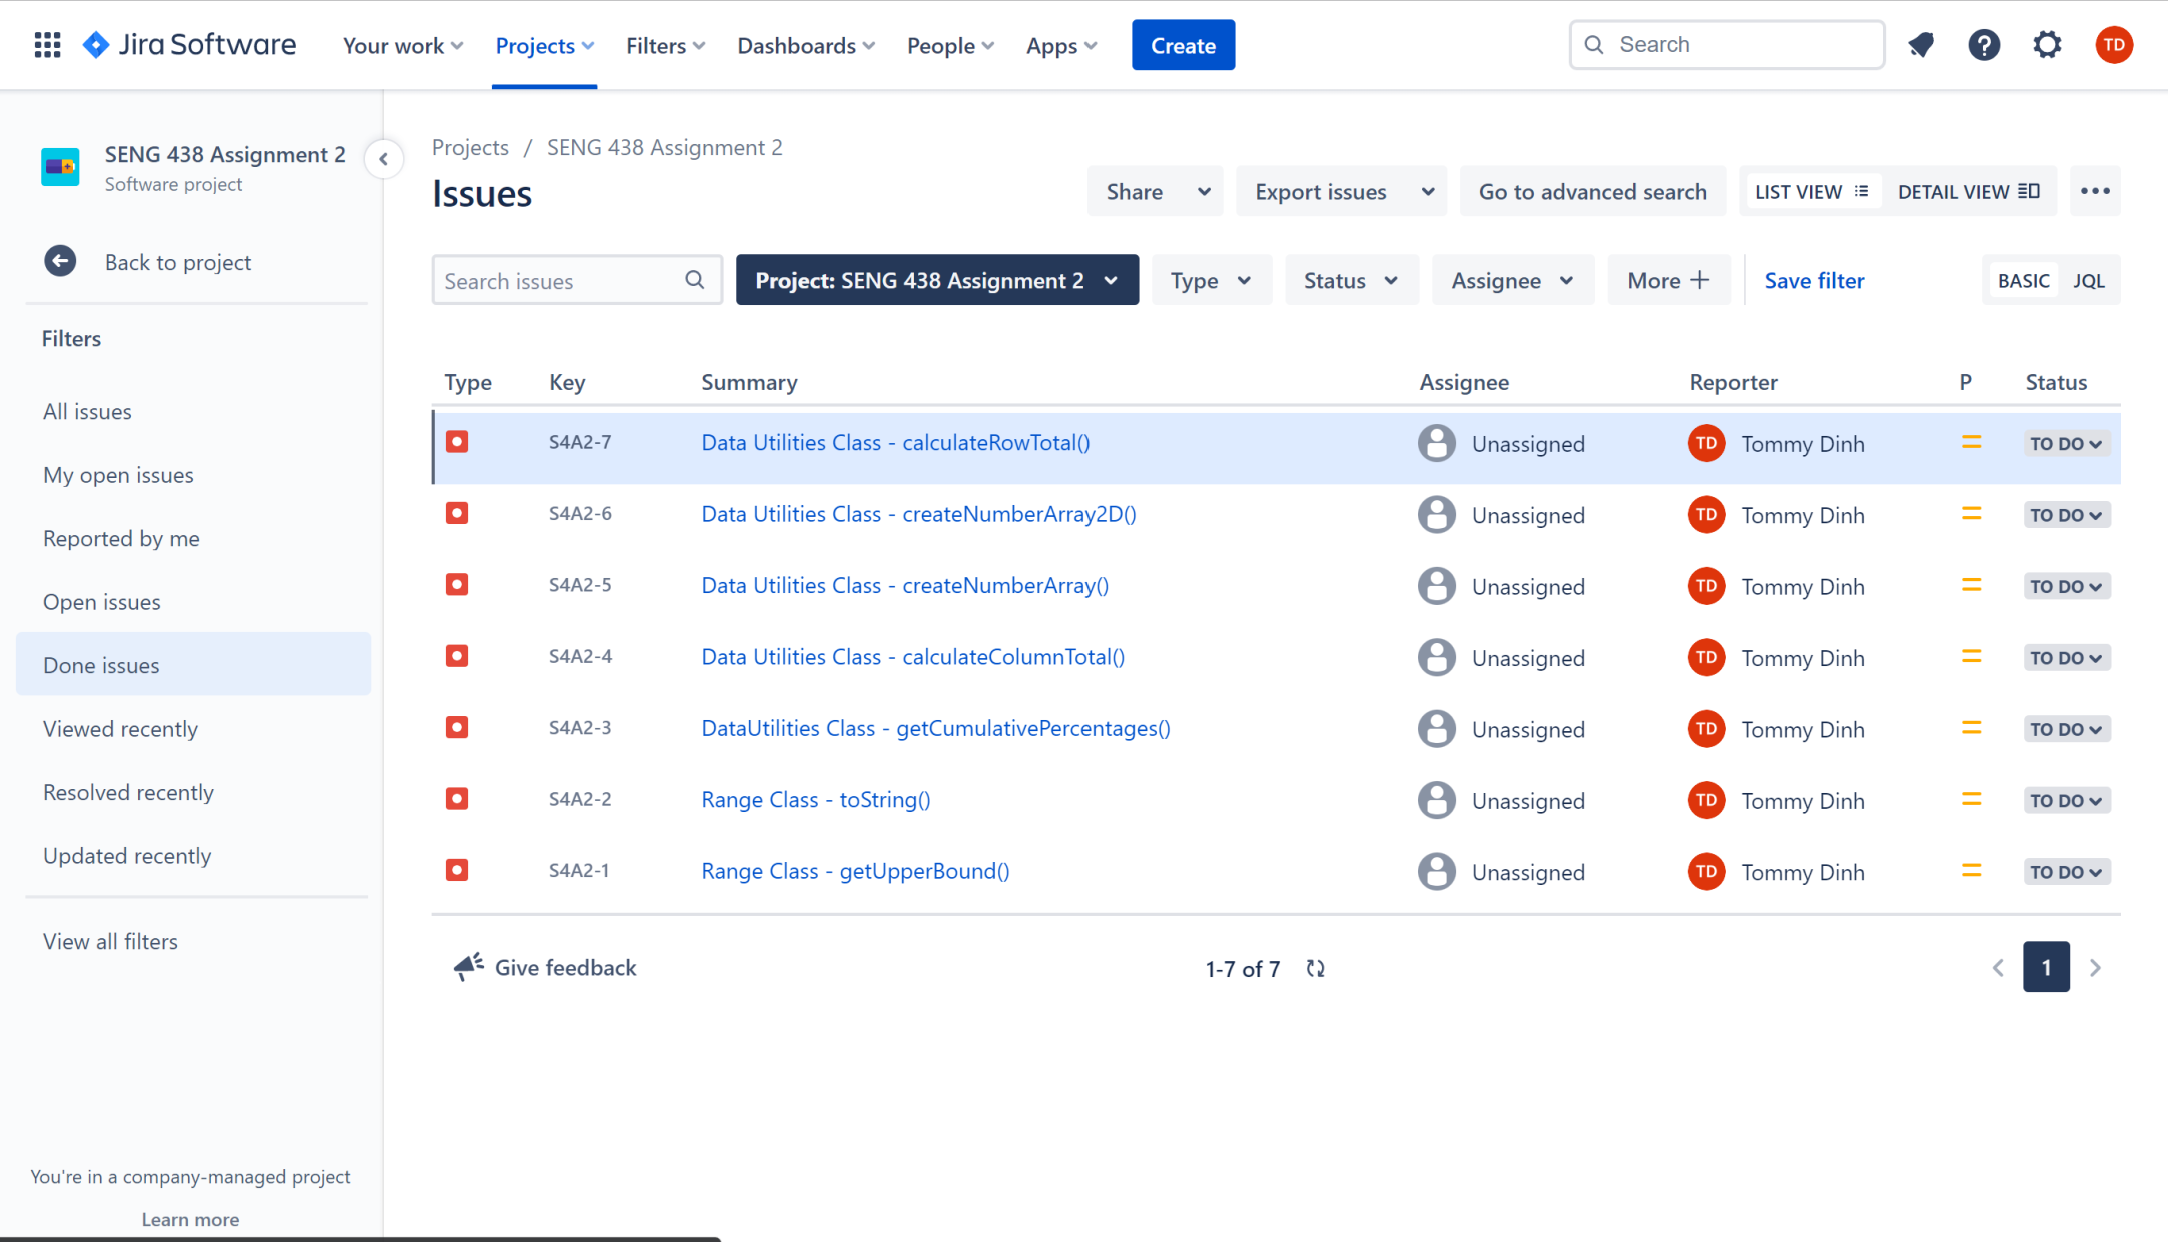 Jira Software Your work Projects Filters Dashboards People Apps Create Search TD
SENG 438 Assignment 2
Software project
Back to project
Filters
All issues
My open issues
Reported by me
Open issues
Done issues
Viewed recently
Resolved recently
Updated recently
View all filters
You're in a company-managed project
Learn more
Projects / SENG 438 Assignment 2
Issues
Share Export issues Go to advanced search LIST VIEW DETAIL VIEW
Search issues Project: SENG 438 Assignment 2 Type Status Assignee More Save filter BASIC JQL
Type Key Summary Assignee Reporter P Status
S4A2-7 Data Utilities Class - calculateRowTotal() Unassigned TD Tommy Dinh TO DO
S4A2-6 Data Utilities Class - createNumberArray2D() Unassigned TD Tommy Dinh TO DO
S4A2-5 Data Utilities Class - createNumberArray() Unassigned TD Tommy Dinh TO DO
S4A2-4 Data Utilities Class - calculateColumnTotal() Unassigned TD Tommy Dinh TO DO
S4A2-3 DataUtilities Class - getCumulativePercentages() Unassigned TD Tommy Dinh TO DO
S4A2-2 Range Class - toString() Unassigned TD Tommy Dinh TO DO
S4A2-1 Range Class - getUpperBound() Unassigned TD Tommy Dinh TO DO
Give feedback 1-7 of 7 1